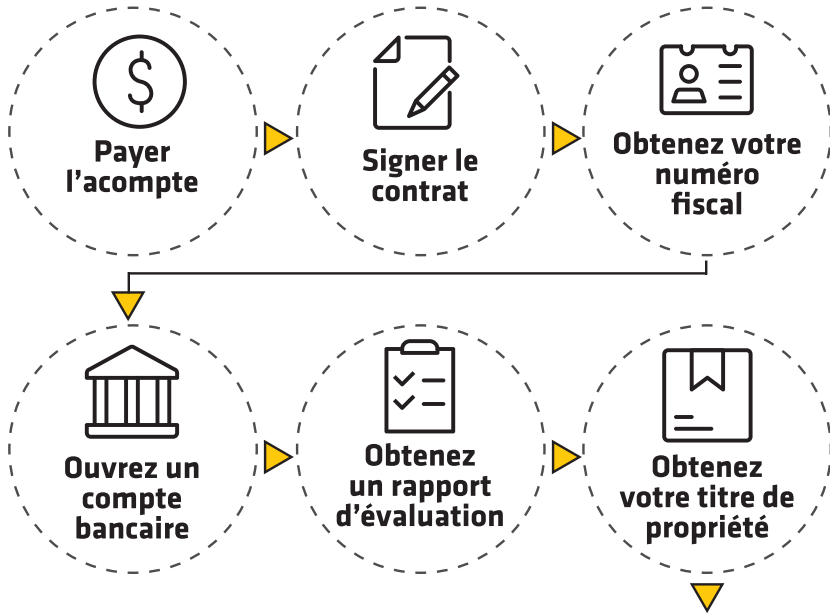 $
Payer
l'acompte
Signer le
contrat
Obtenez votre
numéro
fiscal
Ouvrez un
compte
bancaire
Obtenez
un rapport
d'évaluation
Obtenez
votre titre de
propriété